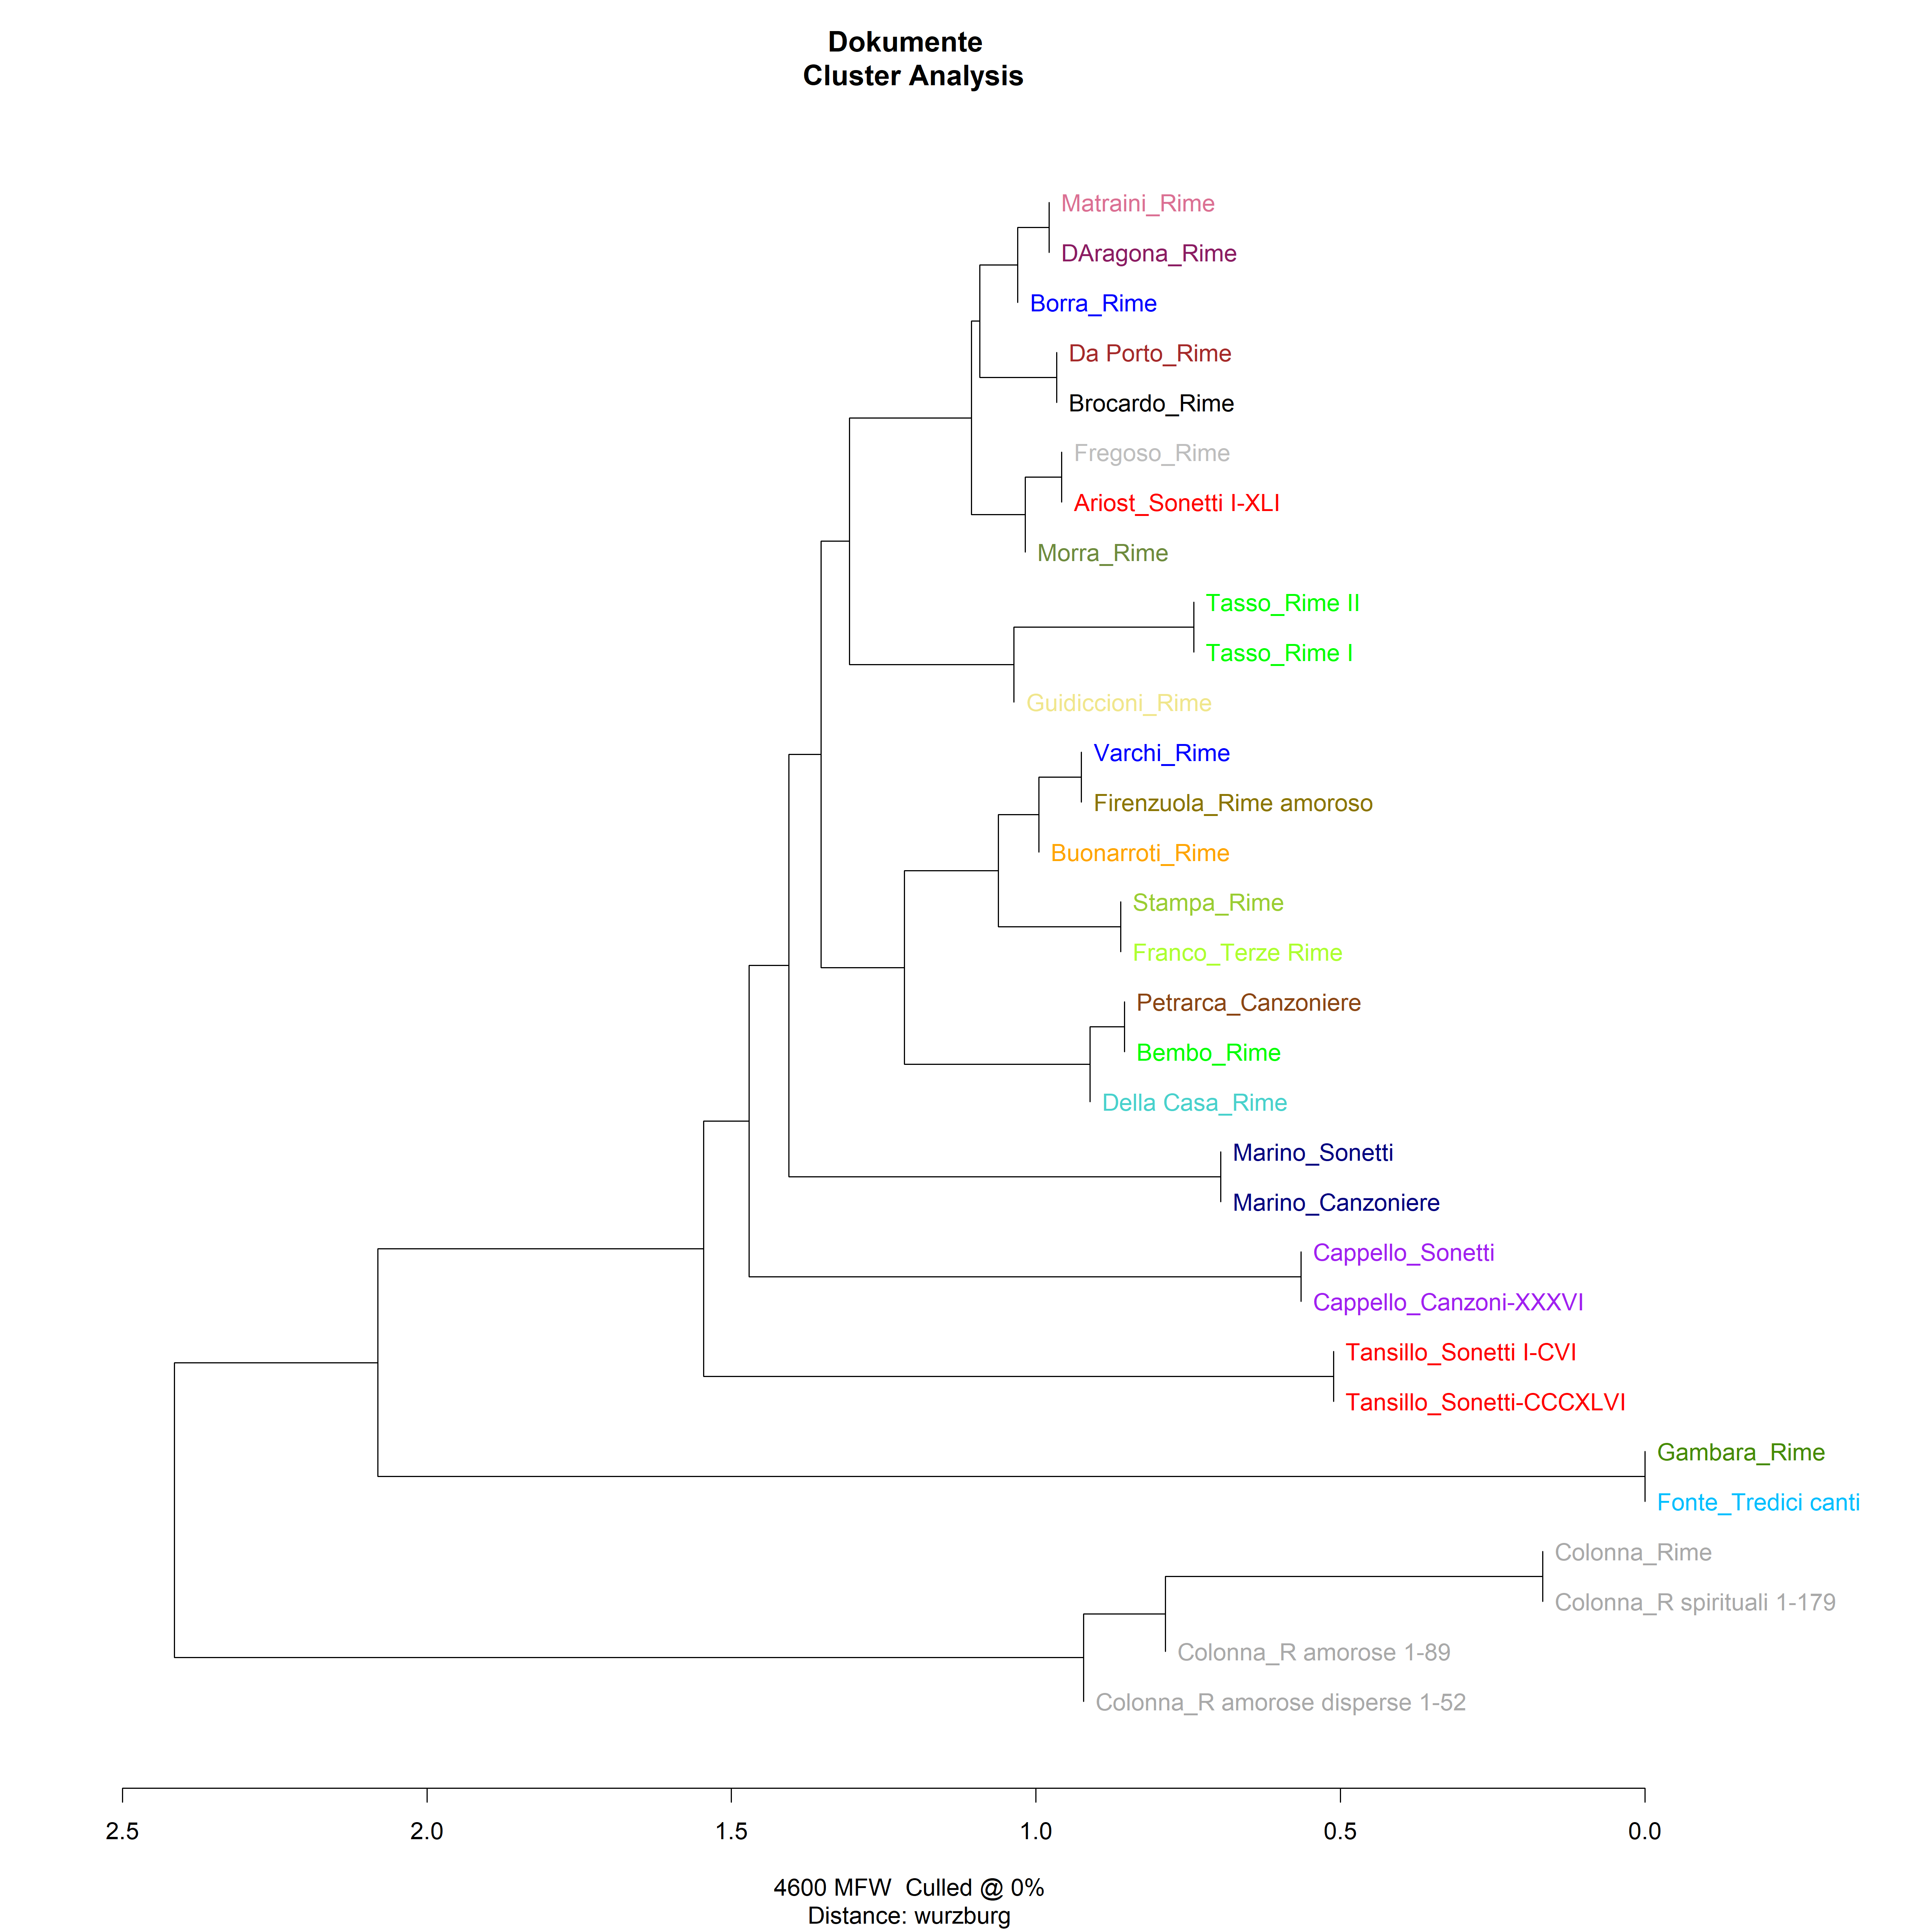 Dokumente
Cluster Analysis
Matraini_Rime
DAragona_Rime
Borra_Rime
Da Porto_Rime
Brocardo_Rime
Fregoso_Rime
Ariost_Sonetti I-XLI
Morra_Rime
Tasso_Rime II
Tasso_Rime I
Guidiccioni_Rime
Varchi_Rime
Firenzuola_Rime amoroso
Buonarroti_Rime
Stampa_Rime
Franco_Terze Rime
Petrarca_Canzoniere
Bembo_Rime
Della Casa_Rime
Marino_Sonetti
Marino_Canzoniere
Cappello_Sonetti
Cappello_Canzoni-XXXVI
Tansillo_Sonetti I-CVI
Tansillo_Sonetti-CCCXLVI
Gambara_Rime
Fonte_Tredici canti
Colonna_Rime
Colonna_R spirituali 1-179
Colonna_R amorose 1-89
Colonna_R amorose disperse 1-52
2.5 2.0 1.5 1.0 0.5 0.0
4600 MFW  Culled @ 0%
Distance: wurzburg